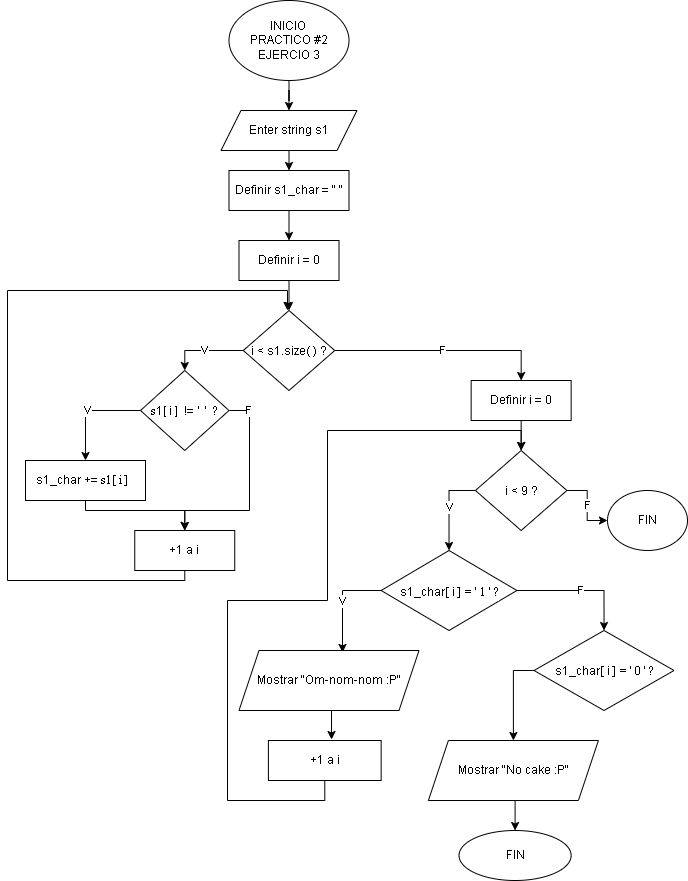 INICIO
PRACTICO #2
EJERCIO 3
Enter string s1
Definir s1_char = " "
Definir i = 0
i < s1.size() ?
V
F
s1[i] != ' ' ?
V
F
s1_char += s1[i]
+1 a i
Definir i = 0
i < 9 ?
V
F
FIN
s1_char[i] = '1'?
V
F
Mostrar "Om-nom-nom :P"
+1 a i
s1_char[i] = '0'?
Mostrar "No cake :P"
FIN